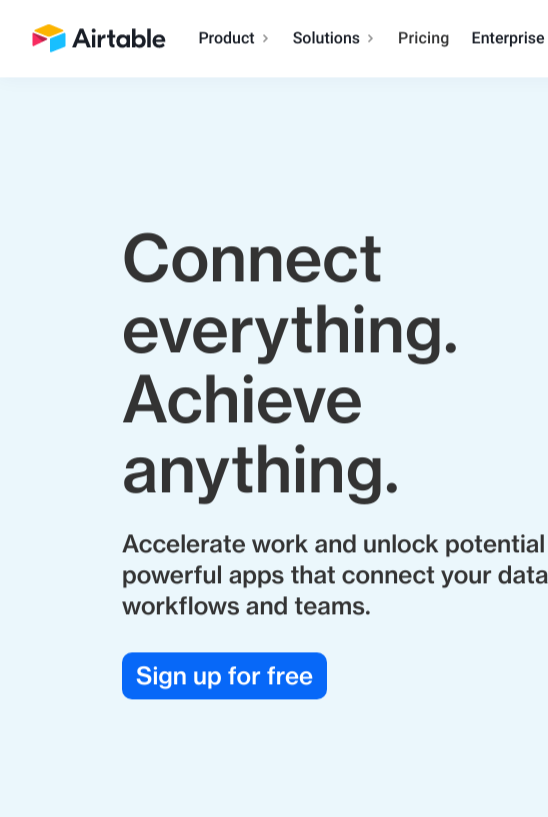 Airtable Product Solutions Pricing Enterprise
Connect
everything.
Achieve
anything.
Accelerate work and unlock potential
powerful apps that connect your data
workflows and teams.
Sign up for free